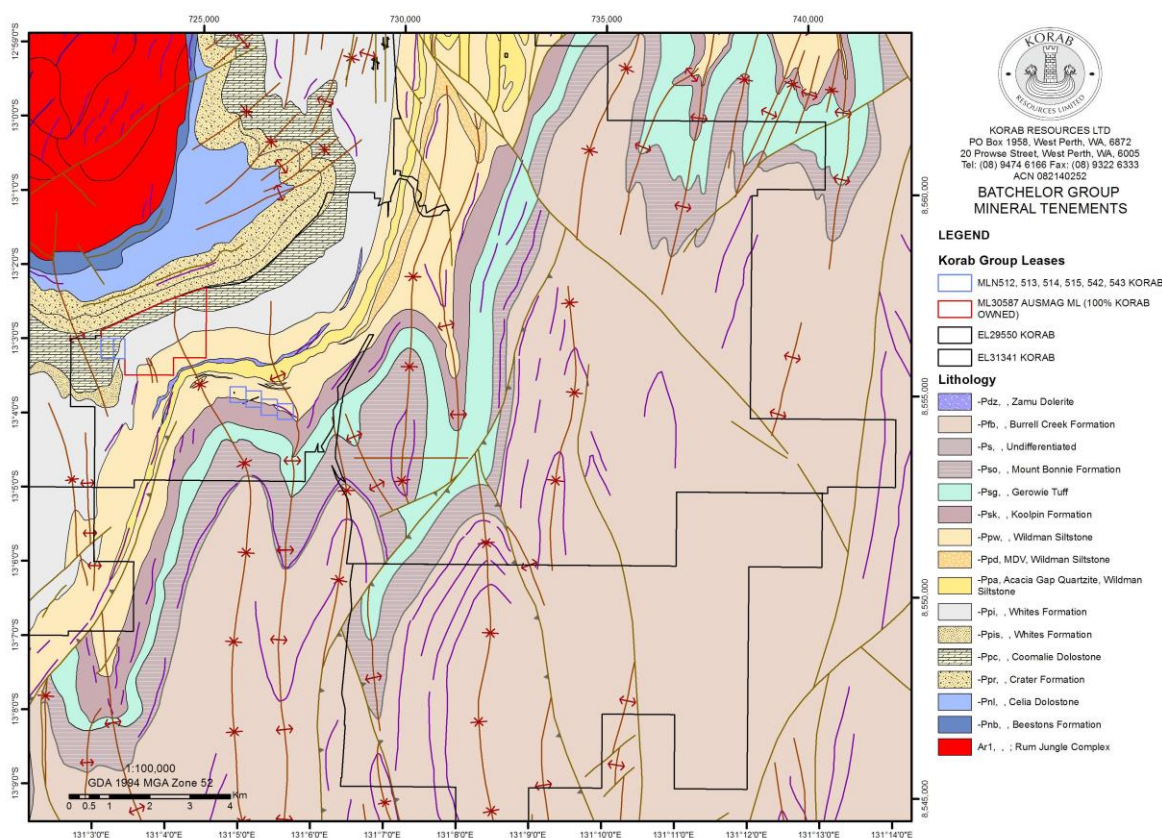 725,000
730,000
735,000
740,000
12°59'0"S
13°0'0"S
13°1'0"S
13°2'0"S
13°3'0"S
13°4'0"S
13°5'0"S
13°6'0"S
13°7'0"S
13°8'0"S
13°9'0"S
8,560,000
8,555,000
8,550,000
8,545,000
1:100,000
GDA 1994 MGA Zone 52
0 0.5 1 2 3 4 Km
131°3'0"E
131°4'0"E
131°5'0"E
131°6'0"E
131°7'0"E
131°8'0"E
131°9'0"E
131°10'0"E
131°11'0"E
131°12'0"E
131°13'0"E
131°14'0"E
KORAB
RESOURCES LIMITED
KORAB RESOURCES LTD
PO Box 1958, West Perth, WA, 6872
20 Prowse Street, West Perth, WA, 6005
Tel: (08) 9474 6166 Fax: (08) 9322 6333
ACN 082140252
BATCHELOR GROUP
MINERAL TENEMENTS
LEGEND
Korab Group Leases
MLN512, 513, 514, 515, 542, 543 KORAB
ML30587 AUSMAG ML (100% KORAB
OWNED)
EL29550 KORAB
EL31341 KORAB
Lithology
-Pdz, , Zamu Dolerite
-Pfb, , Burrell Creek Formation
-Ps, , Undifferentiated
-Pso, , Mount Bonnie Formation
-Psg, , Gerowie Tuff
-Psk, , Koolpin Formation
-Ppw, , Wildman Siltstone
-Ppd, , MDV, Wildman Siltstone
-Ppa, , Acacia Gap Quartzite, Wildman
Siltstone
-Ppi, , Whites Formation
-Ppis, , Whites Formation
-Ppc, , Coomalie Dolostone
-Ppr, , Crater Formation
-Pnl, , Celia Dolostone
-Pnb, , Beestons Formation
Ar1, , ; Rum Jungle Complex